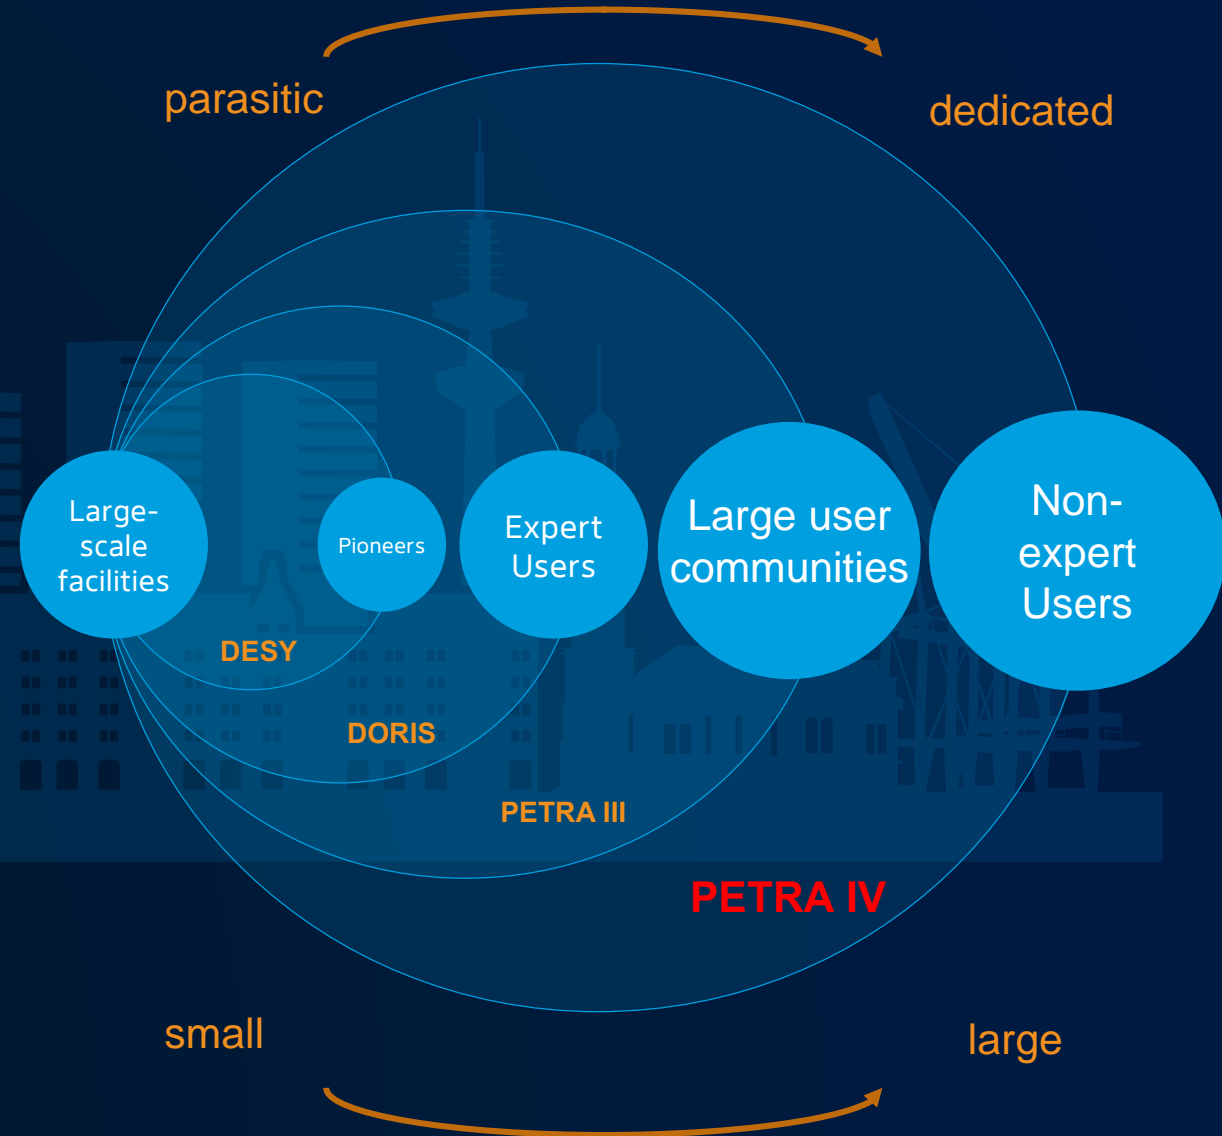 parasitic
dedicated
Large-
scale
facilities
Pioneers
Expert
Users
Large user
communities
Non-
expert
Users
DESY
DORIS
PETRA III
PETRA IV
small
large